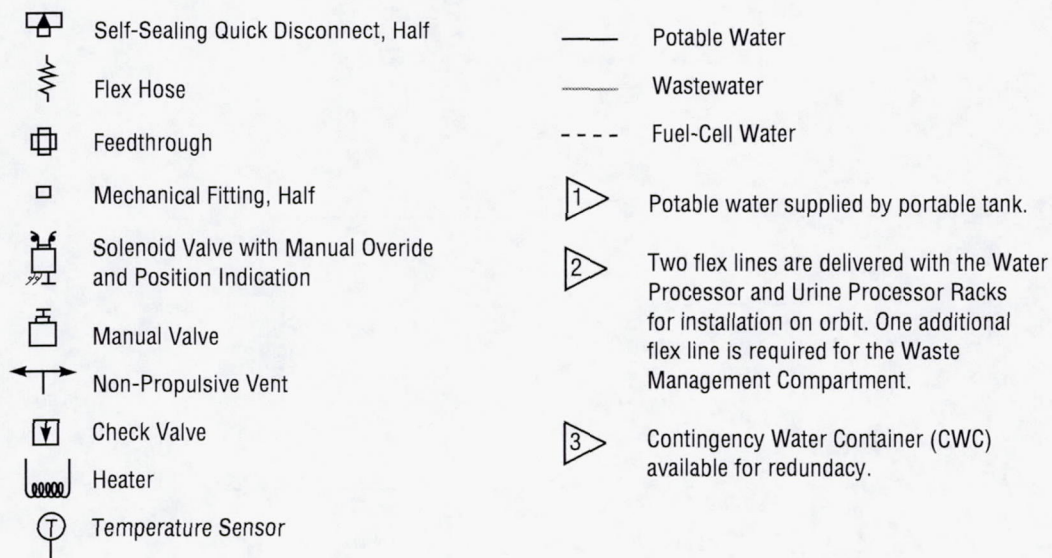 Self-Sealing Quick Disconnect, Half
Flex Hose
Feedthrough
Mechanical Fitting, Half
Solenoid Valve with Manual Overide
and Position Indication
Manual Valve
Non-Propulsive Vent
Check Valve
Heater
T Temperature Sensor
Potable Water
Wastewater
Fuel-Cell Water
1 Potable water supplied by portable tank.
2 Two flex lines are delivered with the Water
Processor and Urine Processor Racks
for installation on orbit. One additional
flex line is required for the Waste
Management Compartment.
3 Contingency Water Container (CWC)
available for redundacy.